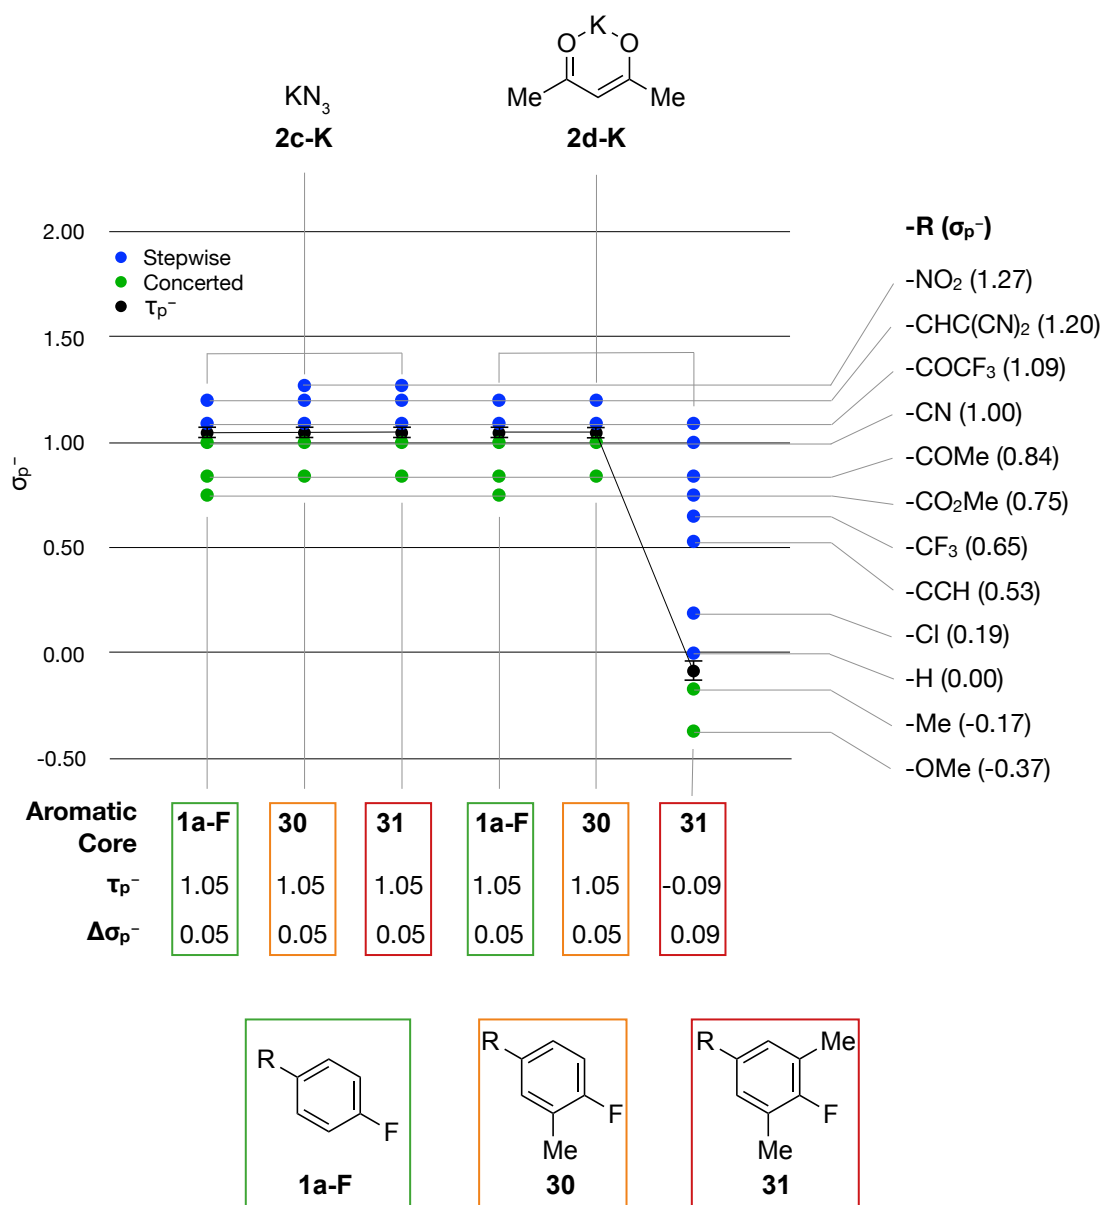 K
O O
Me Me
KN₃
2c-K 2d-K
-R (σₚ⁻)
2.00
Stepwise
Concerted
τₚ⁻
-NO₂ (1.27)
-CHC(CN)₂ (1.20)
1.50
-COCF₃ (1.09)
-CN (1.00)
1.00
-COMe (0.84)
σₚ⁻
-CO₂Me (0.75)
0.50
-CF₃ (0.65)
-CCH (0.53)
-Cl (0.19)
0.00
-H (0.00)
-Me (-0.17)
-0.50
-OMe (-0.37)
Aromatic Core
1a-F 30 31 1a-F 30 31
τₚ⁻ 1.05 1.05 1.05 1.05 1.05 -0.09
Δσₚ⁻ 0.05 0.05 0.05 0.05 0.05 0.09
R
F
1a-F
R
F
Me
30
R
Me
F
Me
31